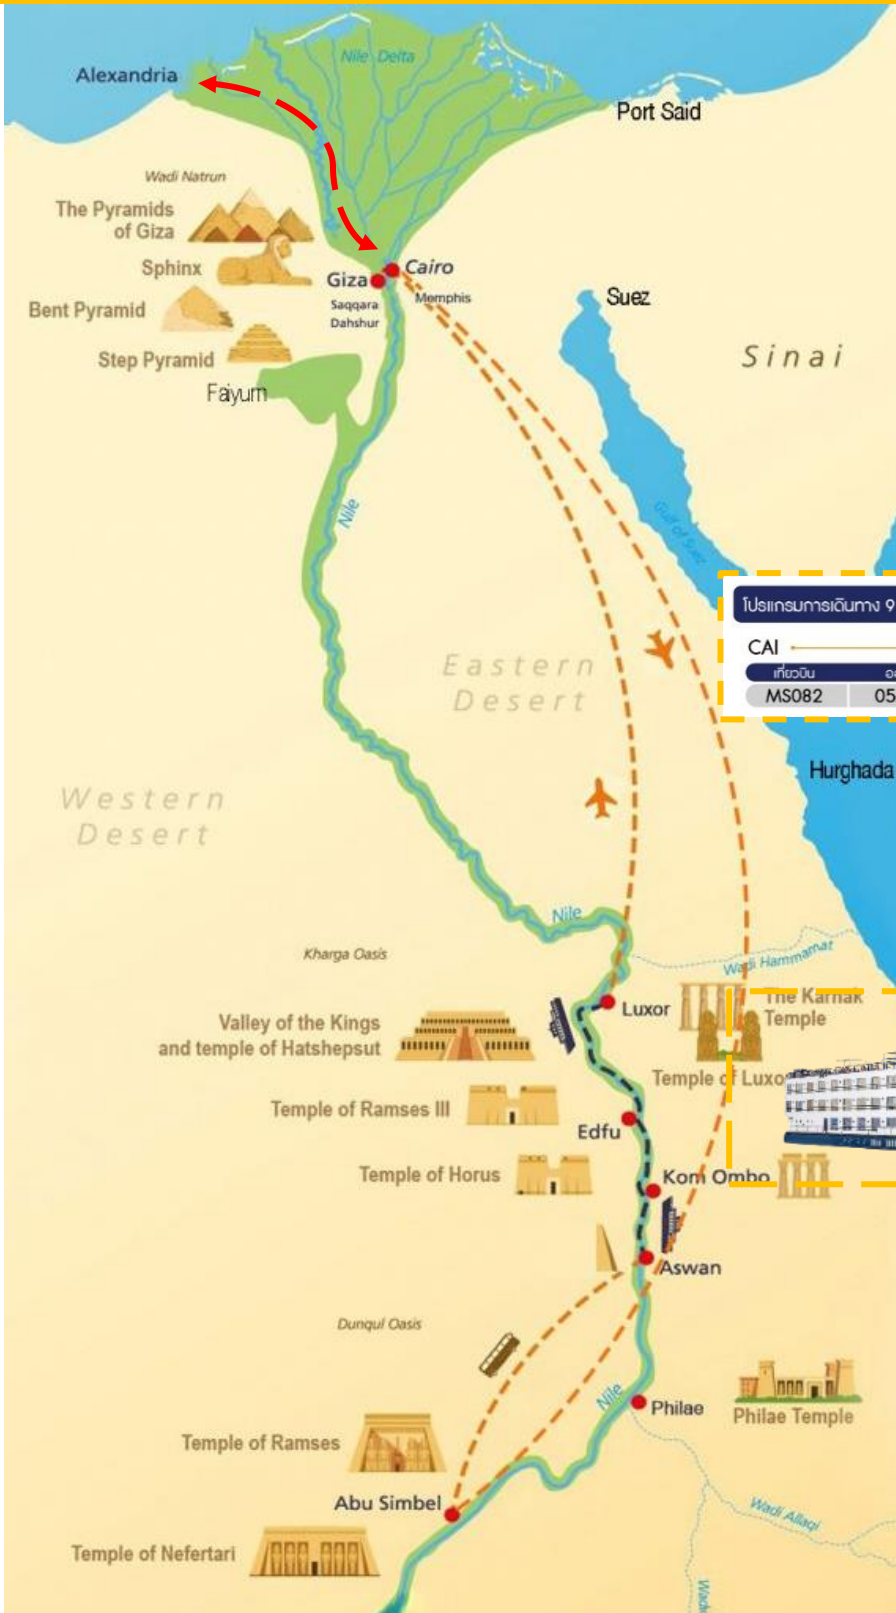 Nile Delta
Alexandria
Port Said
Wadi Natrun
The Pyramids
of Giza
Sphinx
Cairo
Giza
Memphis
Suez
Saqqara
Dahshur
Bent Pyramid
Sinai
Step Pyramid
Faiyum
Nile
Gulf of Suez
โปรแกรมการเดินทาง 9
CAI
เที่ยวบิน
MS082
05
Eastern
Desert
Hurghada
Western
Desert
Nile
Wadi Hammamat
Kharga Oasis
Luxor
The Karnak
Temple
Valley of the Kings
and temple of Hatshepsut
Temple of Luxo
Temple of Ramses III
Edfu
Temple of Horus
Kom Ombo
Aswan
Dunqul Oasis
Nile
Philae
Philae Temple
Temple of Ramses
Abu Simbel
Wadi Allaqi
Temple of Nefertari
Wadi